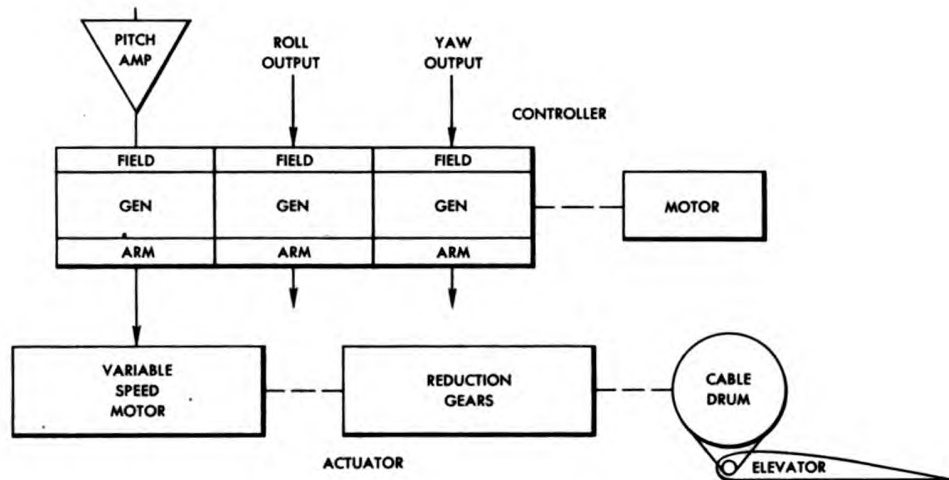 PITCH
AMP
ROLL
OUTPUT
YAW
OUTPUT
CONTROLLER
FIELD
FIELD
FIELD
GEN
GEN
GEN
MOTOR
ARM
ARM
ARM
VARIABLE
SPEED
MOTOR
REDUCTION
GEARS
CABLE
DRUM
ACTUATOR
ELEVATOR